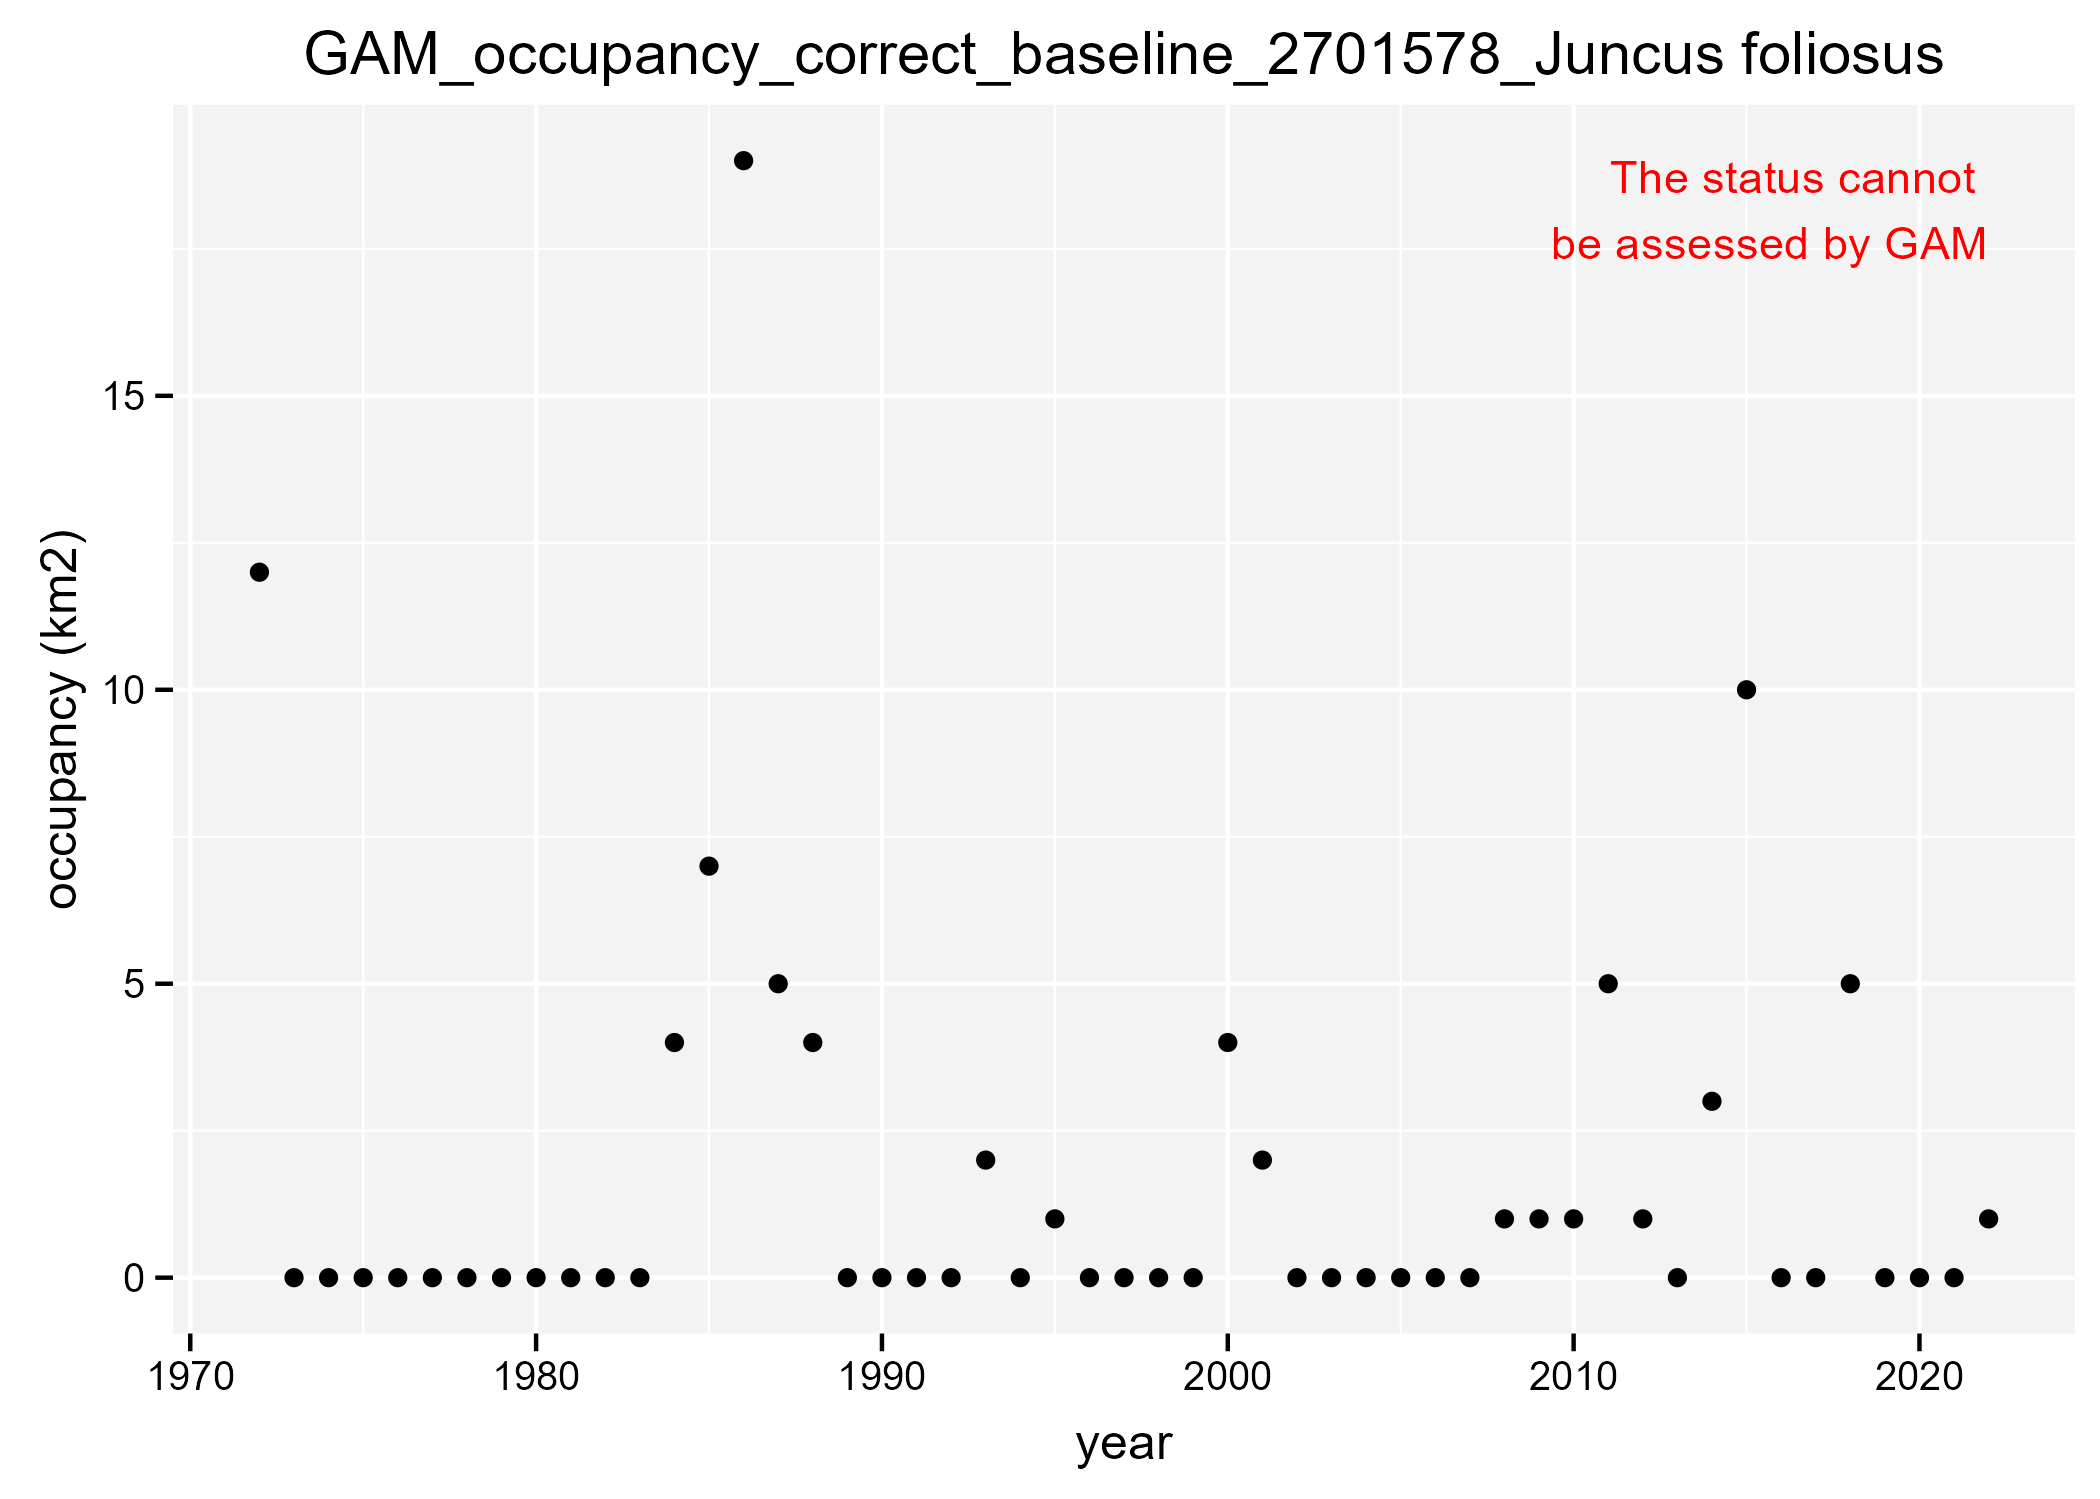 GAM_occupancy_correct_baseline_2701578_Juncus foliosus
The status cannot
be assessed by GAM
occupancy (km2)
15
10
5
0
1970 1980 1990 2000 2010 2020
year